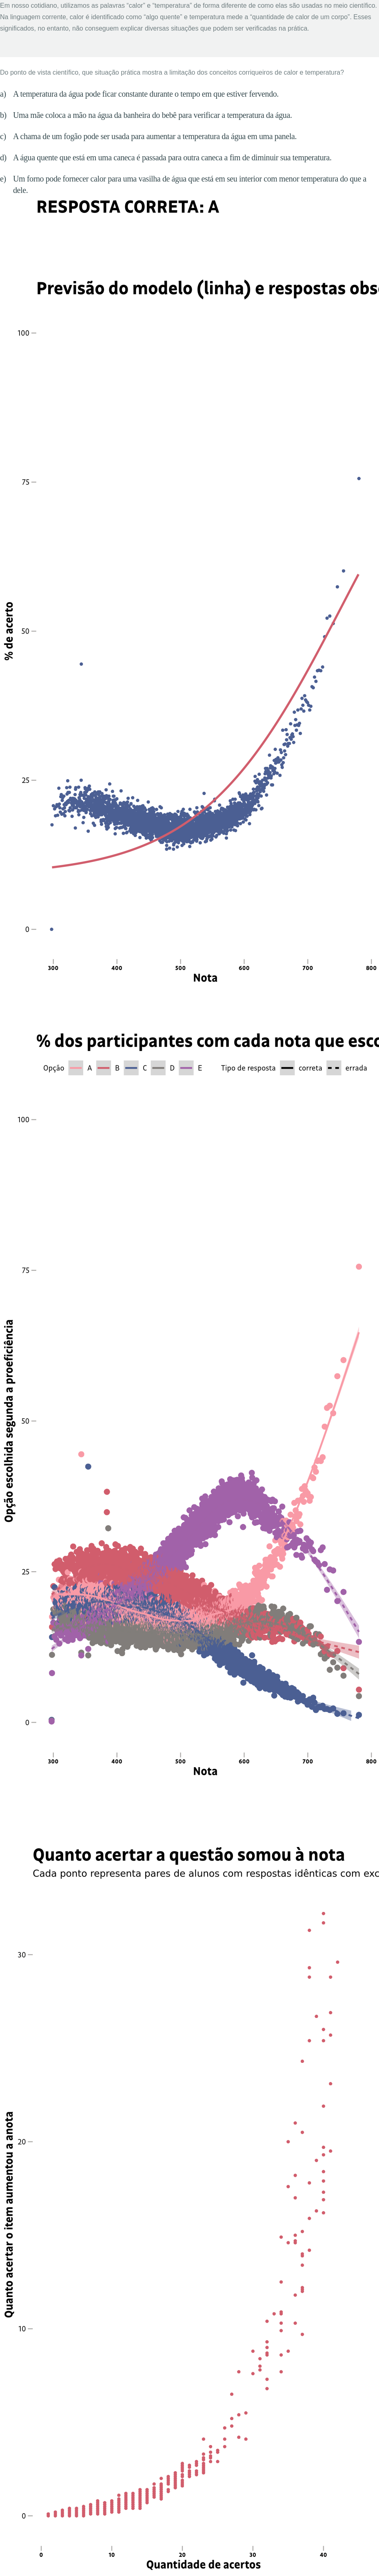 Em nosso cotidiano, utilizamos as palavras “calor” e “temperatura” de forma diferente de como elas são usadas no meio científico.
Na linguagem corrente, calor é identificado como “algo quente” e temperatura mede a “quantidade de calor de um corpo”. Esses
significados, no entanto, não conseguem explicar diversas situações que podem ser verificadas na prática.
Do ponto de vista científico, que situação prática mostra a limitação dos conceitos corriqueiros de calor e temperatura?
a) A temperatura da água pode ficar constante durante o tempo em que estiver fervendo.
b) Uma mãe coloca a mão na água da banheira do bebê para verificar a temperatura da água.
c) A chama de um fogão pode ser usada para aumentar a temperatura da água em uma panela.
d) A água quente que está em uma caneca é passada para outra caneca a fim de diminuir sua temperatura.
e) Um forno pode fornecer calor para uma vasilha de água que está em seu interior com menor temperatura do que a
dele.
RESPOSTA CORRETA: A
Previsão do modelo (linha) e respostas obs
100
75
50
25
0
% de acerto
300 400 500 600 700 800
Nota
% dos participantes com cada nota que esco
Opção A B C D E Tipo de resposta correta errada
100
75
50
25
0
Opção escolhida segunda a proeficiência
300 400 500 600 700 800
Nota
Quanto acertar a questão somou à nota
Cada ponto representa pares de alunos com respostas idênticas com exc
30
20
10
0
Quanto acertar o item aumentou a anota
0 10 20 30 40
Quantidade de acertos